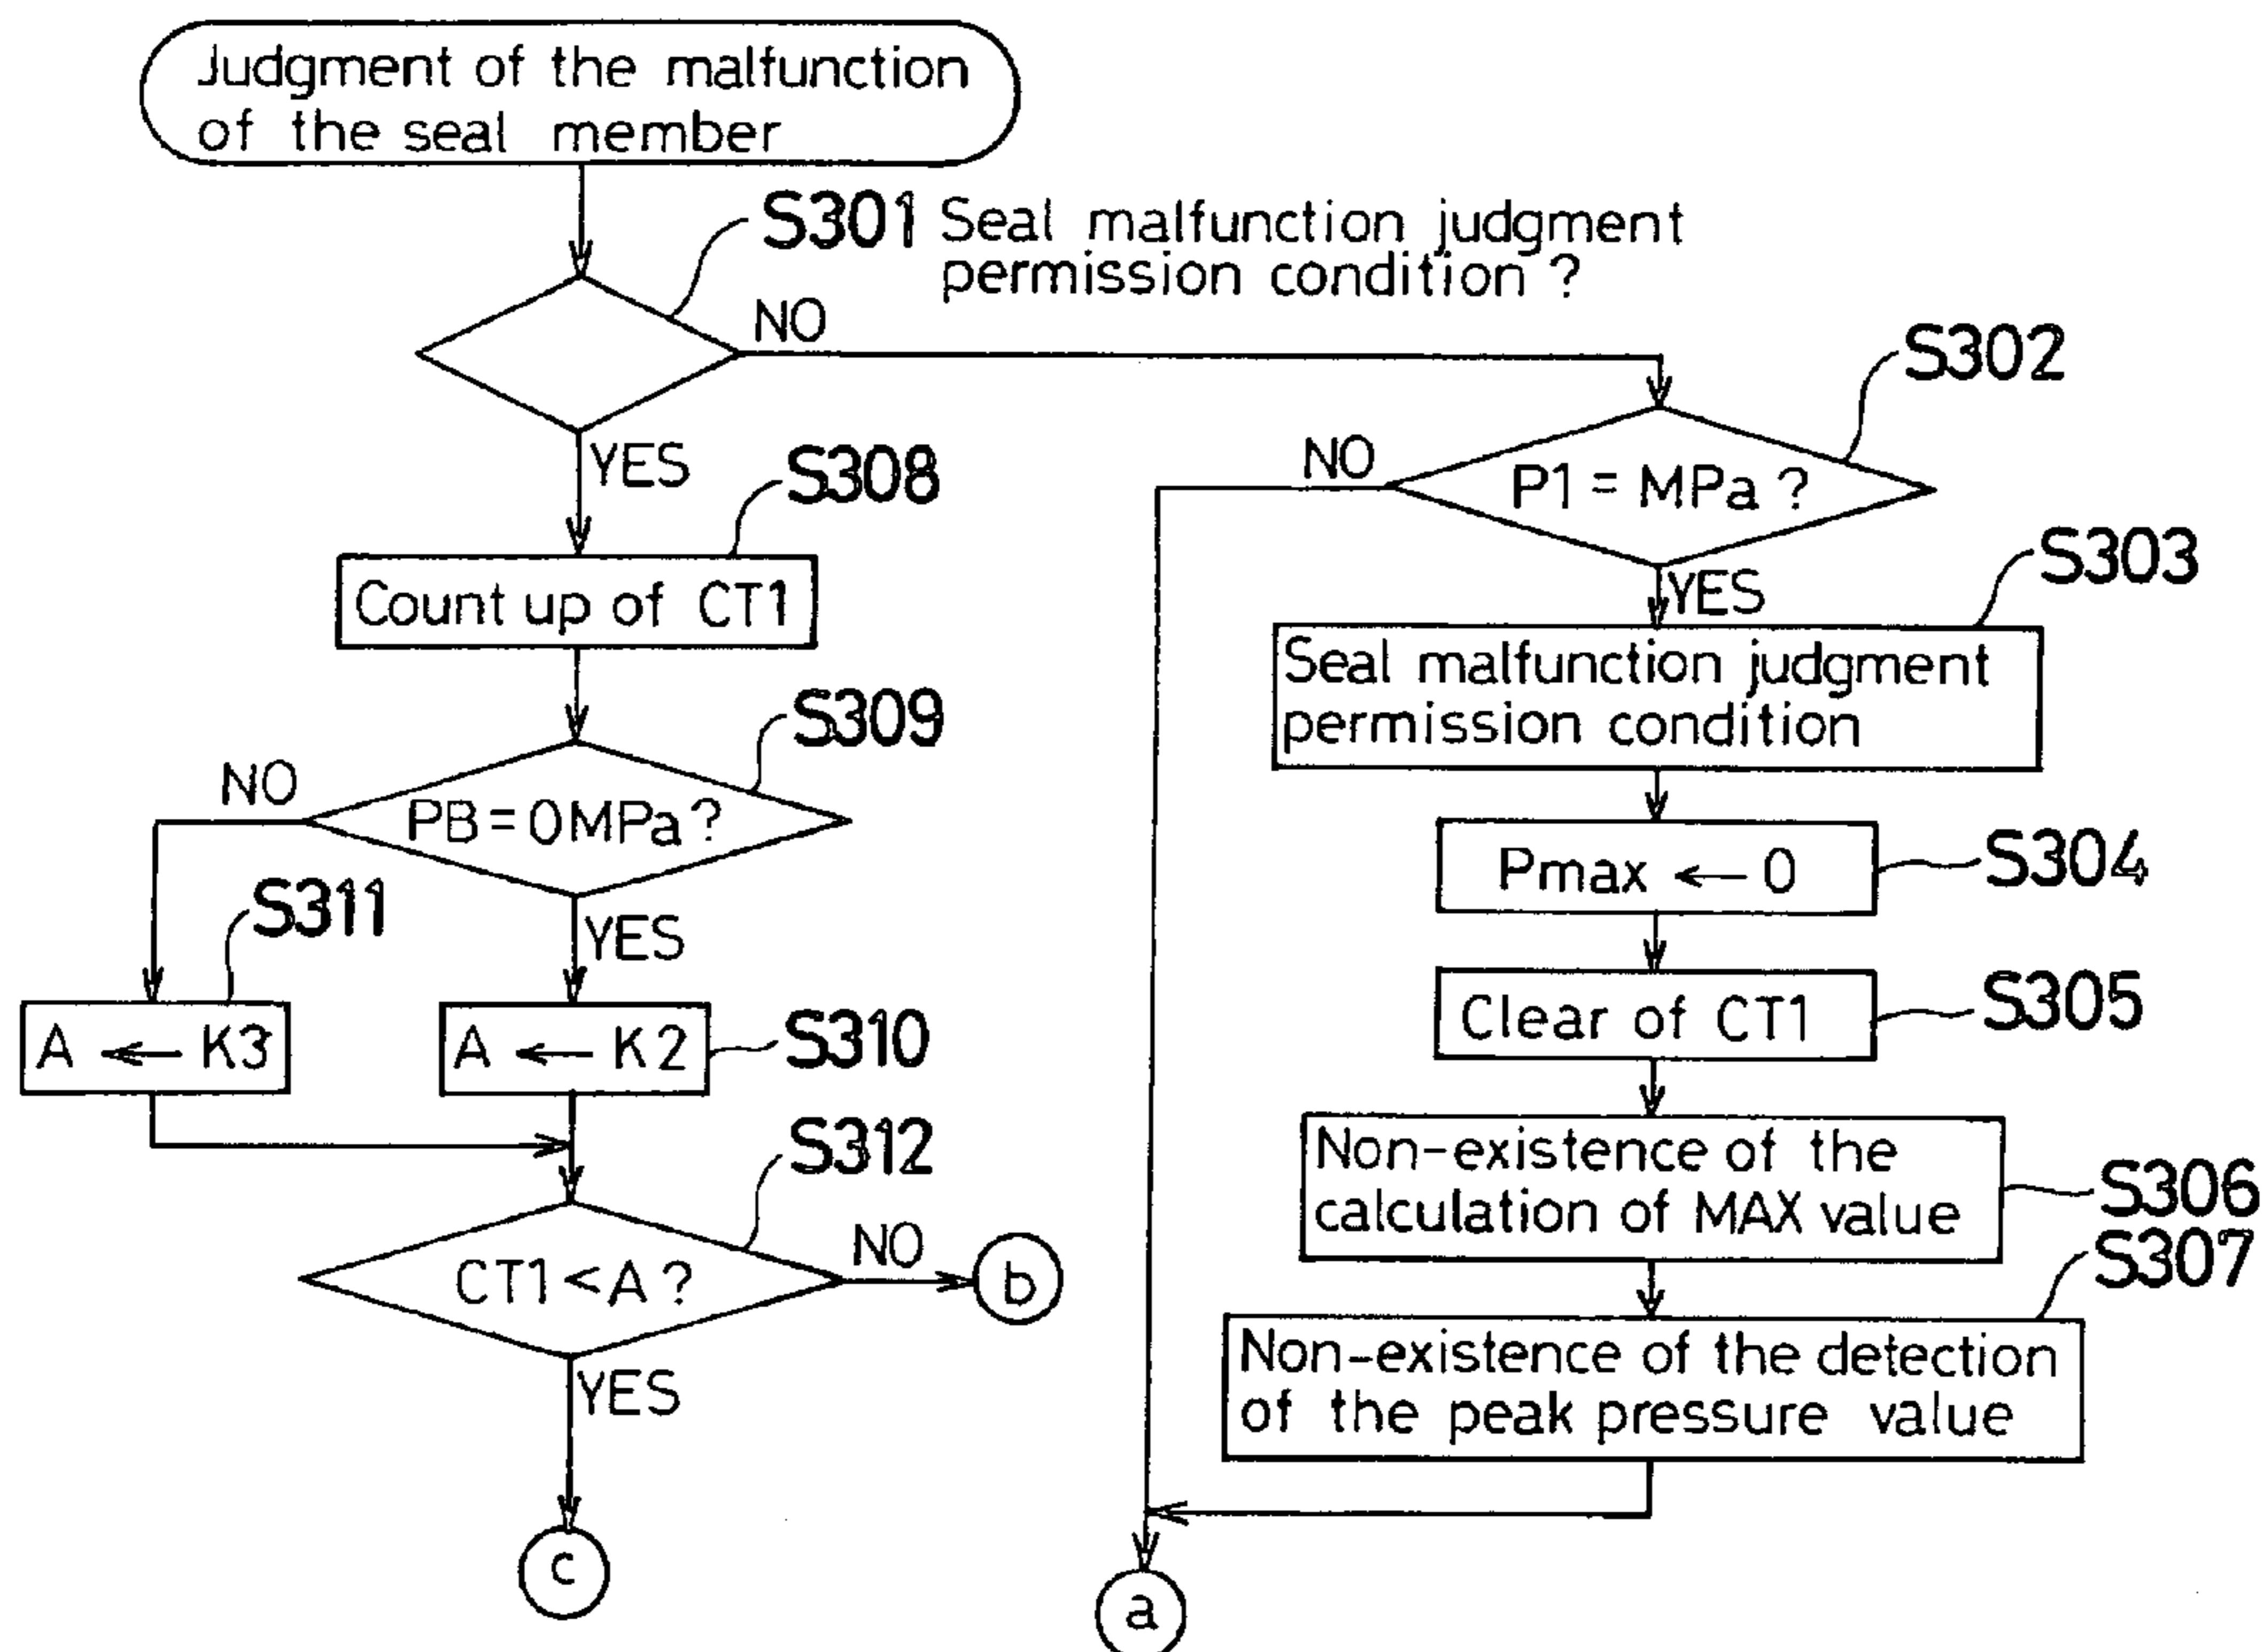 Judgment of the malfunction
of the seal member
S301 Seal malfunction judgment
permission condition ?
NO
S302
YES
S308
NO
P1 = MPa ?
Count up of CT1
YES
S303
Seal malfunction judgment
permission condition
S309
NO
PB = 0MPa ?
Pmax ← 0
S304
S311
YES
A ← K3
A ← K2
S310
Clear of CT1
S305
S312
Non-existence of the
calculation of MAX value
S306
CT1 < A ?
NO
b
S307
YES
Non-existence of the detection
of the peak pressure value
c
a